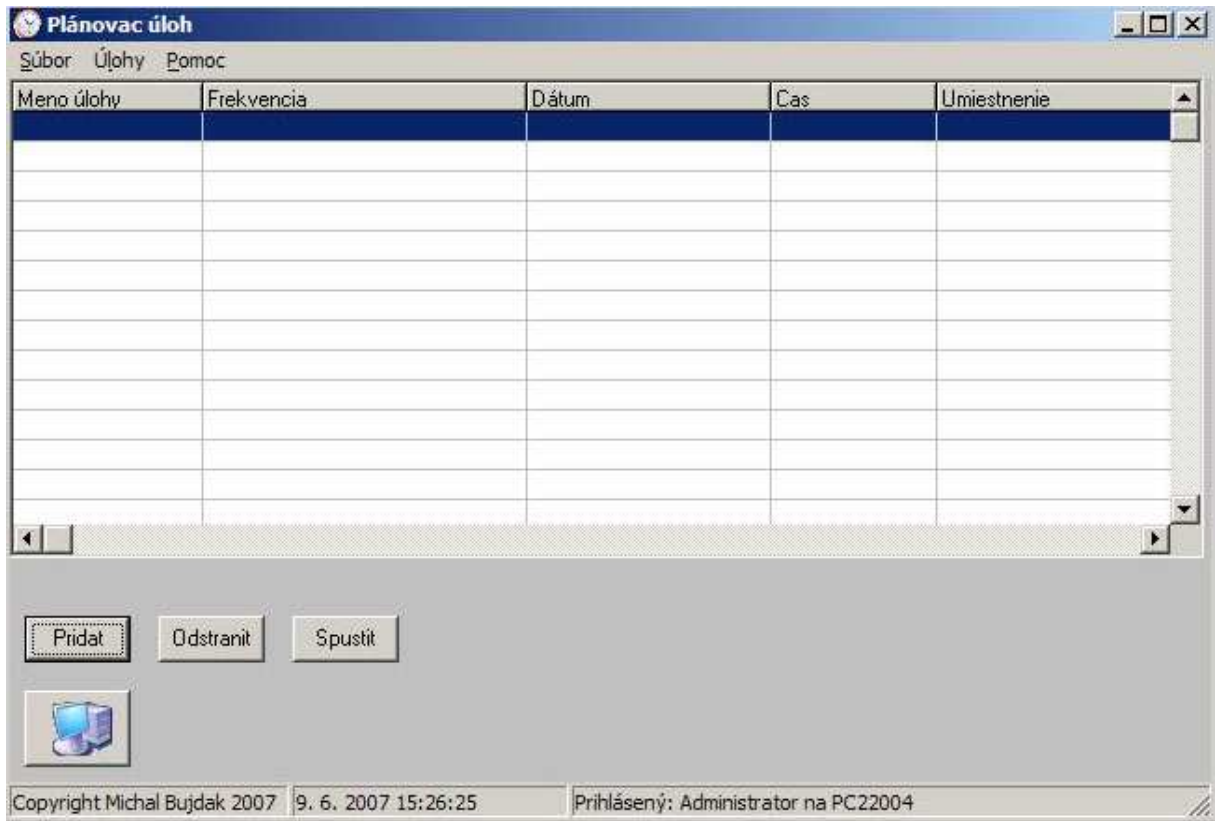 Plánovac úloh
Súbor Úlohy Pomoc
Meno úlohy Frekvencia Dátum Cas Umiestnenie
Pridat Odstranit Spustit
Copyright Michal Bujdak 2007 9. 6. 2007 15:26:25 Prihlásený: Administrator na PC22004